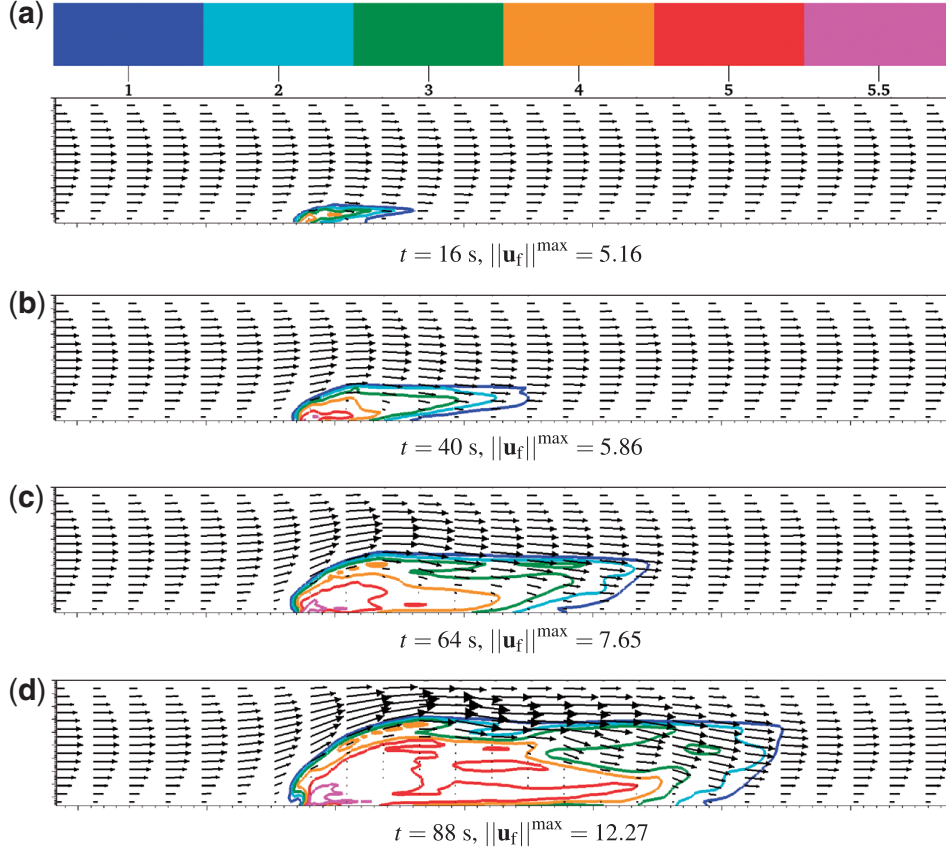 (a)
1 2 3 4 5 5.5
t = 16 s, ||u_f||^max = 5.16
(b)
t = 40 s, ||u_f||^max = 5.86
(c)
t = 64 s, ||u_f||^max = 7.65
(d)
t = 88 s, ||u_f||^max = 12.27